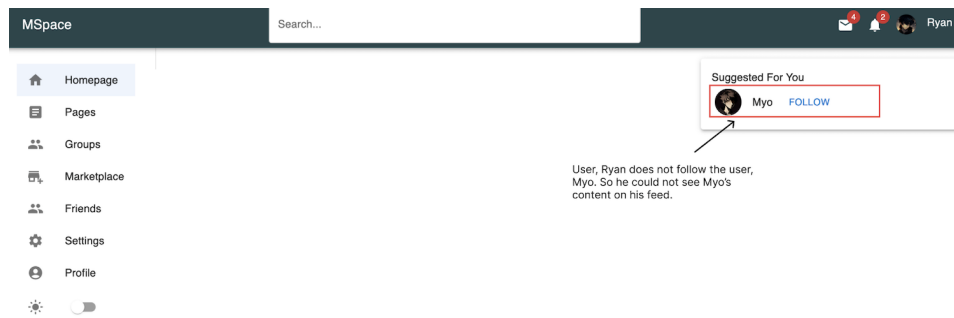 MSpace
Search...
4
2
Ryan
Homepage
Pages
Groups
Marketplace
Friends
Settings
Profile
Suggested For You
Myo FOLLOW
User, Ryan does not follow the user,
Myo. So he could not see Myo's
content on his feed.